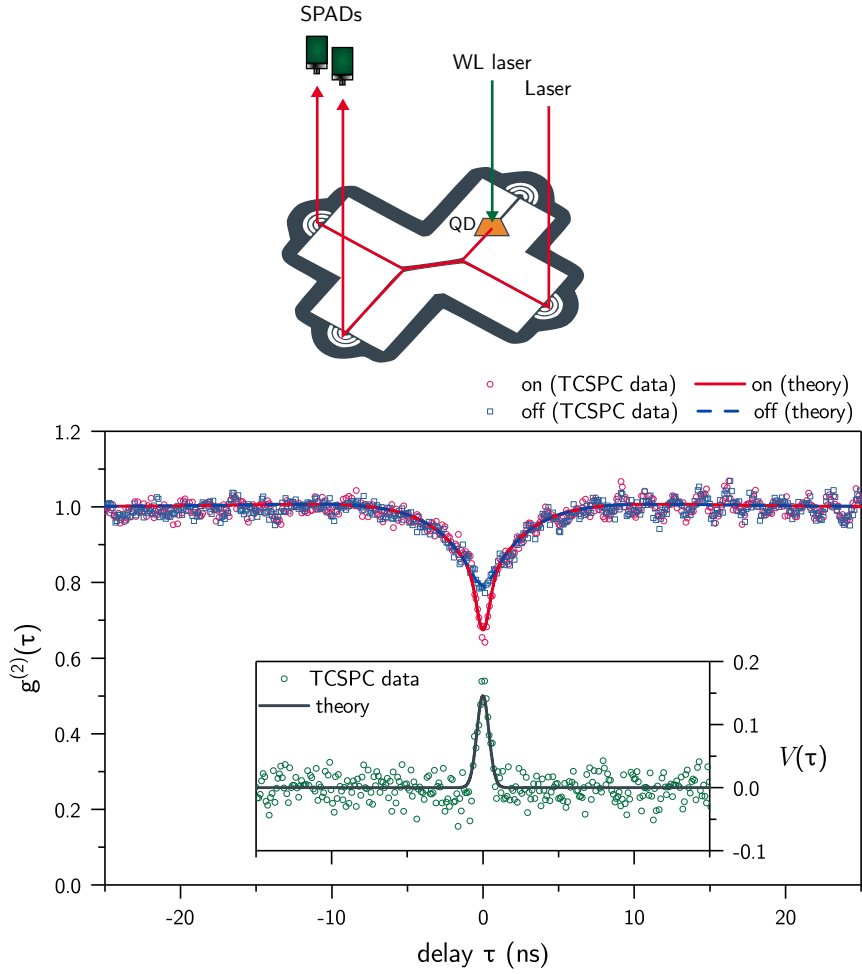 SPADs
WL laser
Laser
QD
on (TCSPC data)
on (theory)
off (TCSPC data)
off (theory)
1.2
1.0
0.8
0.6
0.4
0.2
0.0
g⁽²⁾(τ)
TCSPC data
theory
0.2
0.1
0.0
-0.1
V(τ)
-20
-10
0
10
20
delay τ (ns)